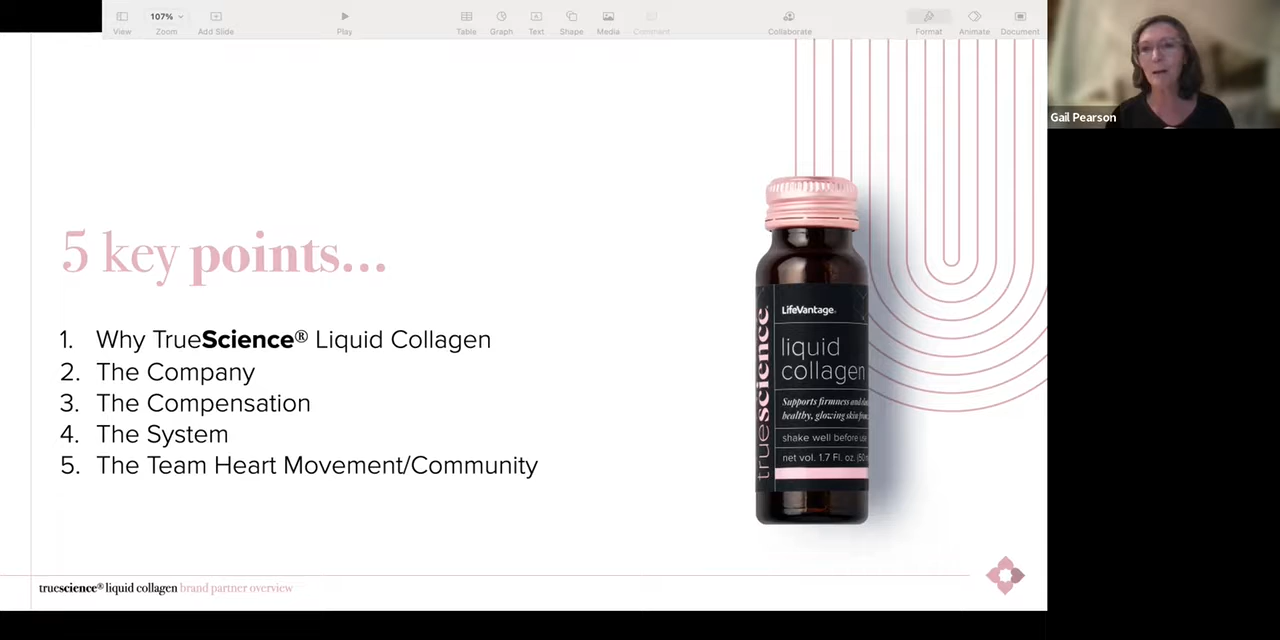 107%
View
Zoom
Add Slide
Play
Table
Graph
Text
Shape
Media
Comment
Collaborate
Format
Animate
Document
Gail Pearson
5 key points...
1. Why TrueScience® Liquid Collagen
2. The Company
3. The Compensation
4. The System
5. The Team Heart Movement/Community
LifeVantage
truescience
liquid
collagen
Supports firmness and
healthy, glowing skin
shake well before
net vol. 1.7 Fl. oz.
truescience® liquid collagen brand partner overview